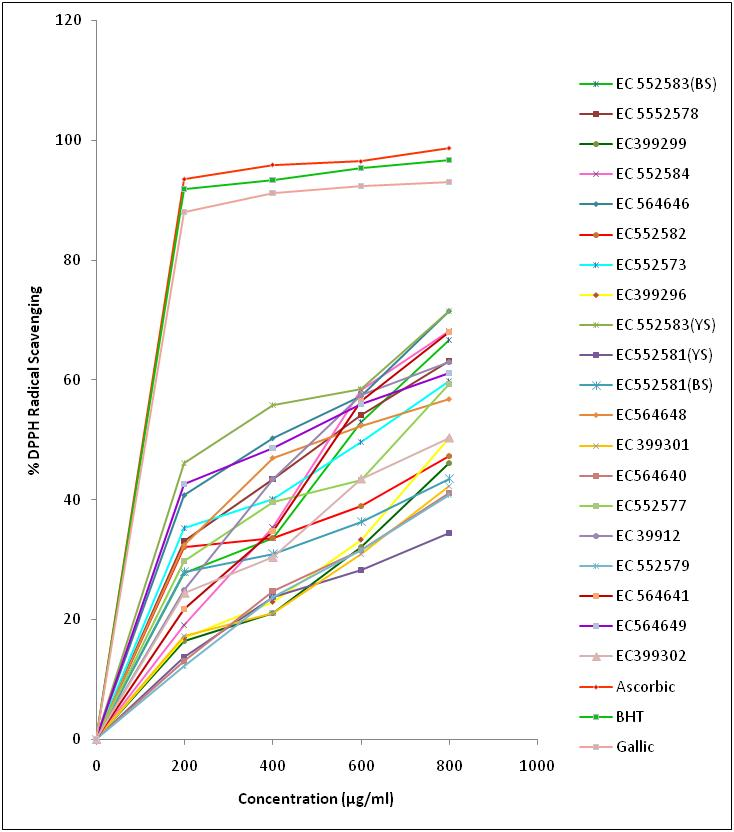 120
100
80
60
40
20
0
% DPPH Radical Scavenging
0 200 400 600 800 1000
Concentration (µg/ml)
EC 552583(BS)
EC 5552578
EC399299
EC 552584
EC 564646
EC552582
EC552573
EC399296
EC 552583(YS)
EC552581(YS)
EC552581(BS)
EC564648
EC 399301
EC564640
EC552577
EC 39912
EC 552579
EC 564641
EC564649
EC399302
Ascorbic
BHT
Gallic